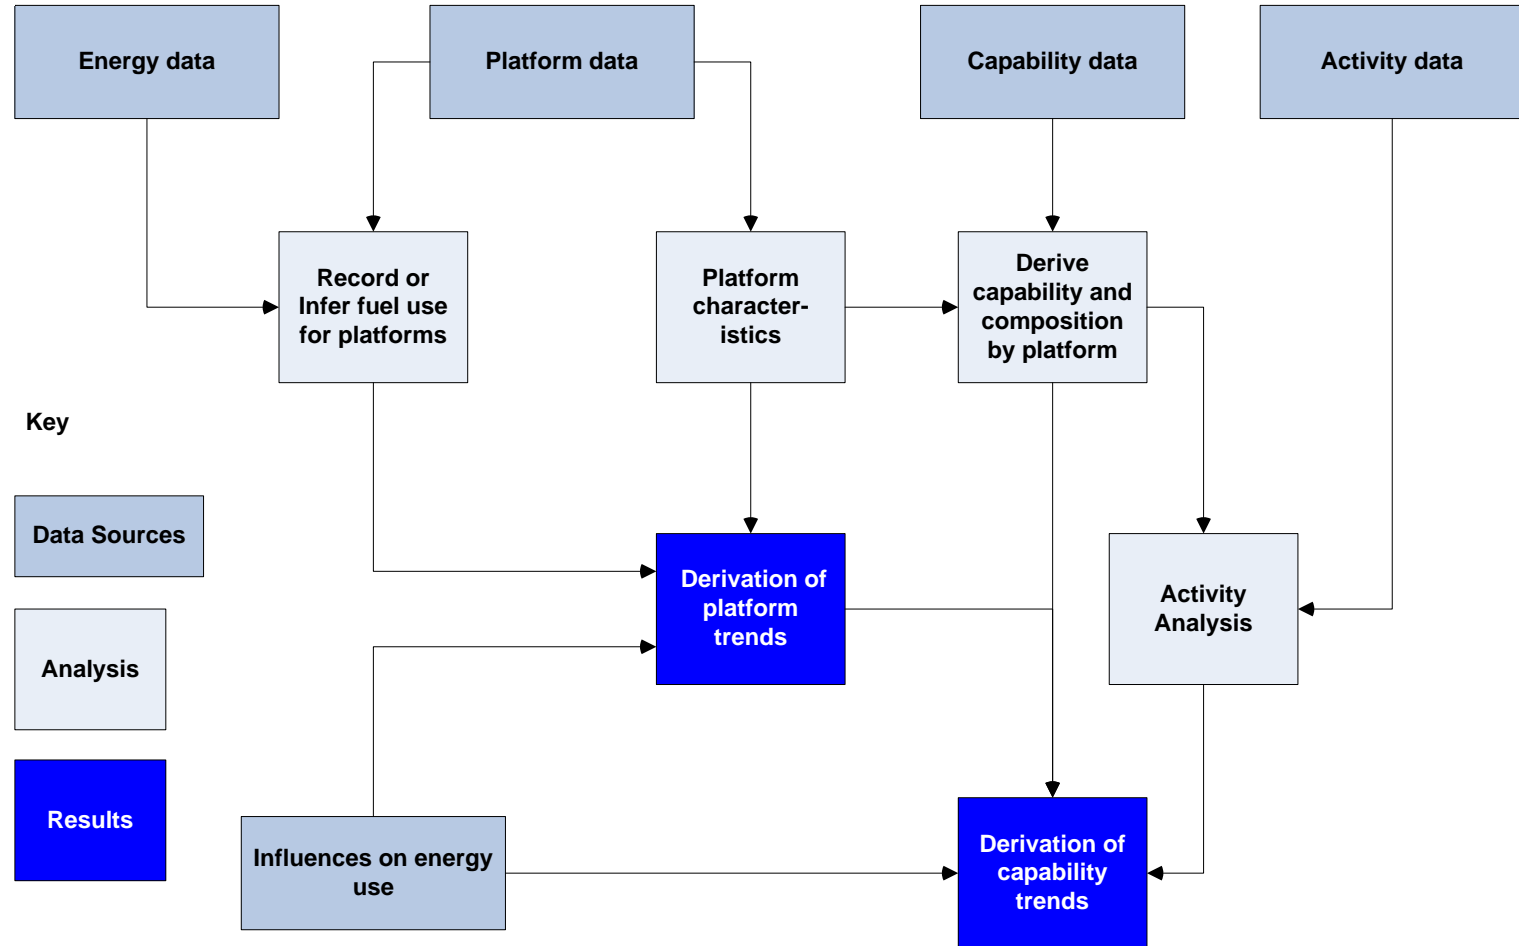 Energy data
Platform data
Capability data
Activity data
Record or
Infer fuel use
for platforms
Platform
character-
istics
Derive
capability and
composition
by platform
Key
Data Sources
Analysis
Results
Derivation of
platform
trends
Activity
Analysis
Influences on energy
use
Derivation of
capability
trends